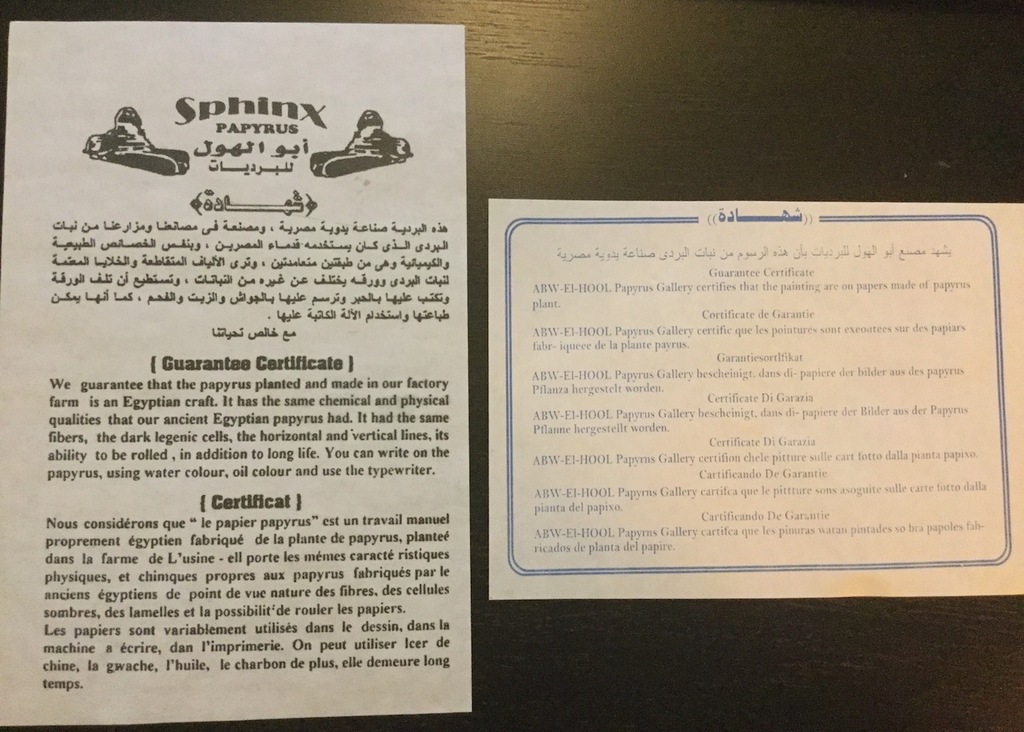 Sphinx
PAPYRUS
أبو الهول
للبرديات
شهادة
هذه البردية صناعة يدوية مصرية ، ومصنعة فى مصانعنا ومزارعنا من نبات
البردى الذى كان يستخدمه قدماء المصرين ، وبنفس الخصائص الطبيعية
والكيميائية وهى من طبقتين متعامدتين ، وترى الألياف المتقاطعة والخلايا المعتمة
لنبات البردى وورقه يختلف عن غيره من النباتات ، وتستطيع أن تلف الورقة
وتكتب عليها بالحبر وترسم عليها بالجواش والزيت والفحم ، كما أنها يمكن
طباعتها واستخدام الألة الكاتبة عليها .
مع خالص تحياتنا
{ Guarantee Certificate }
We guarantee that the papyrus planted and made in our factory
farm is an Egyptian craft. It has the same chemical and physical
qualities that our ancient Egyptian papyrus had. It had the same
fibers, the dark legenic cells, the horizontal and vertical lines, its
ability to be rolled , in addition to long life. You can write on the
papyrus, using water colour, oil colour and use the typewriter.
{ Certificat }
Nous considérons que “ le papier papyrus” est un travail manuel
proprement égyptien fabriqué de la plante de papyrus, planteé
dans la farme de L'usine - ell porte les mémes caracté ristiques
physiques, et chimques propres aux papyrus fabriqués par le
anciens égyptiens de point de vue nature des fibres, des cellules
sombres, des lamelles et la possibilit de rouler les papiers.
Les papiers sont variablement utilisés dans le dessin, dans la
machine a écrire, dan l'imprimerie. On peut utiliser lcer de
chine, la gwache, l'huile, le charbon de plus, elle demeure long
temps.
((شهادة))
يشهد مصنع أبو الهول للبرديات بأن هذه الرسوم من نبات البردى صناعة يدوية مصرية
Guarantee Certificate
ABW-El-HOOL Papyrus Gallery certifies that the painting are on papers made of papyrus
plant.
Cortificate de Garantie
ABW-El-HOOL Papyrus Gallery certific que les pointures sont exeoutees sur des papiars
fabr- iqueee de la plante payrus.
Garantiesortlfikat
ABW-El-HOOL Papyrus Gallery bescheinigt, dans di- papiere der bilder aus des papyrus
Pflanza hergestellt worden.
Certificate Di Garazia
ABW-El-HOOL Papyrus Gallery bescheinigt, dans di- papiere der Bilder aus der Papyrus
Pflanne hergestellt worden.
Certificate Di Garazia
ABW-El-HOOL Papyrns Gallery certifion chele pitture sulle cart fotto dalla pianta papixo.
Cartificando De Garantie
ABW-El-HOOL Papyrns Gallery cartifca que le pittture sons asoguite sulle carte fotto dalla
pianta del papixo.
Cartificando De Garantie
ABW-El-HOOL Papyrus Gallery cartifca que les pinuras watan pintades so bra papoles fab-
ricados de planta del papire.